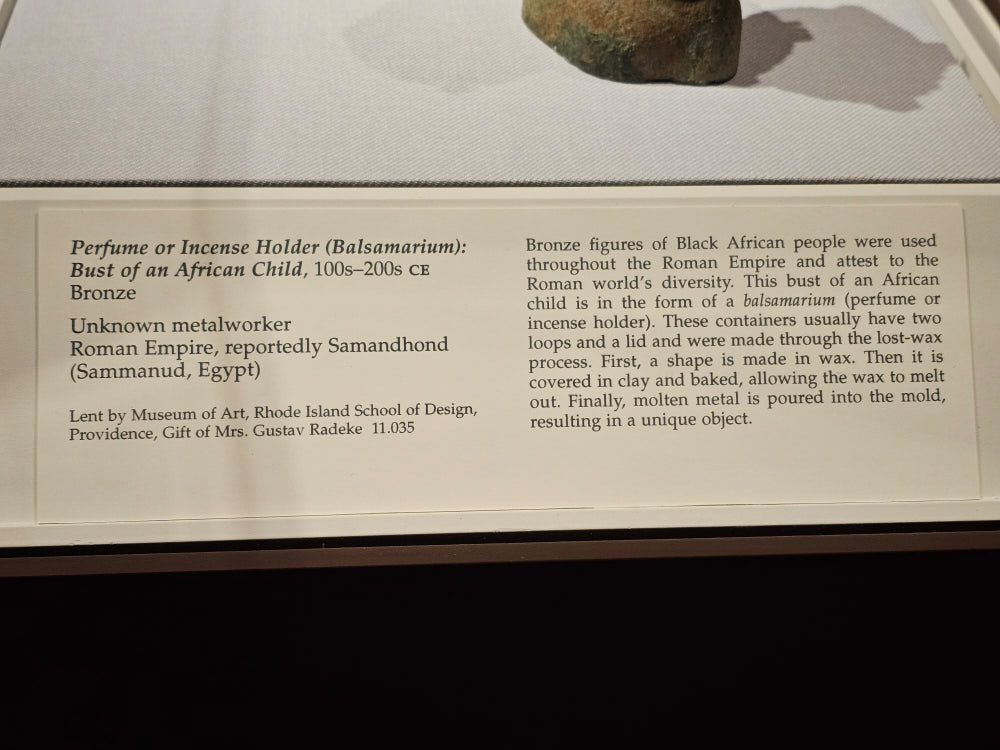 Perfume or Incense Holder (Balsamarium):
Bust of an African Child, 100s–200s CE
Bronze
Unknown metalworker
Roman Empire, reportedly Samandhond
(Sammanud, Egypt)
Lent by Museum of Art, Rhode Island School of Design,
Providence, Gift of Mrs. Gustav Radeke 11.035
Bronze figures of Black African people were used
throughout the Roman Empire and attest to the
Roman world's diversity. This bust of an African
child is in the form of a balsamarium (perfume or
incense holder). These containers usually have two
loops and a lid and were made through the lost-wax
process. First, a shape is made in wax. Then it is
covered in clay and baked, allowing the wax to melt
out. Finally, molten metal is poured into the mold,
resulting in a unique object.